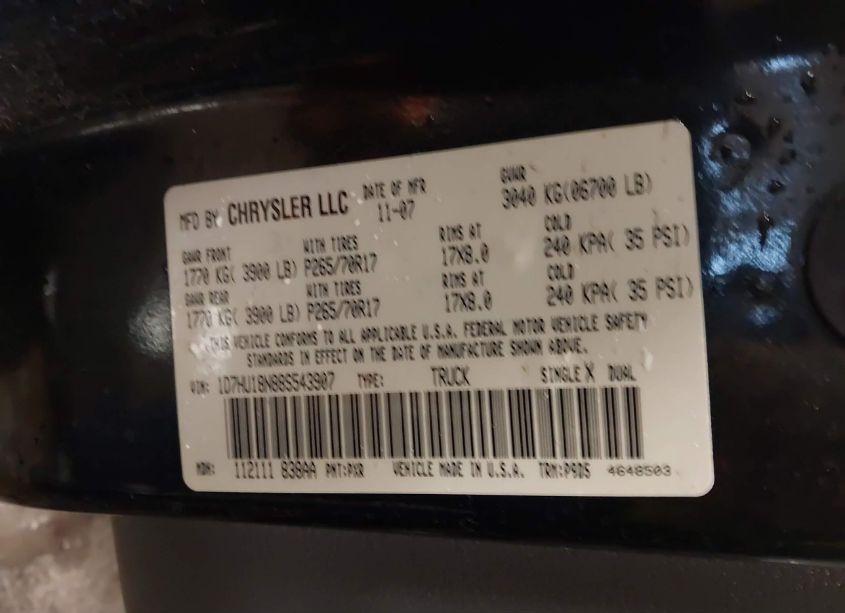 MFD BY CHRYSLER LLC DATE OF MFR 11-07 GVWR 3040 KG(06700 LB)
GAWR FRONT WITH TIRES RIMS AT COLD
1770 KG( 3900 LB) P265/70R17 17X8.0 240 KPA( 35 PSI)
GAWR REAR WITH TIRES RIMS AT COLD
1770 KG( 3900 LB) P265/70R17 17X8.0 240 KPA( 35 PSI)
THIS VEHICLE CONFORMS TO ALL APPLICABLE U.S.A. FEDERAL MOTOR VEHICLE SAFETY
STANDARDS IN EFFECT ON THE DATE OF MANUFACTURE SHOWN ABOVE.
VIN: 1D7HU18N88S543907 TYPE: TRUCK SINGLE X DUAL
MDH: 112111 838AA PNT:PXR VEHICLE MADE IN U.S.A. TRM:P9D5 4648503